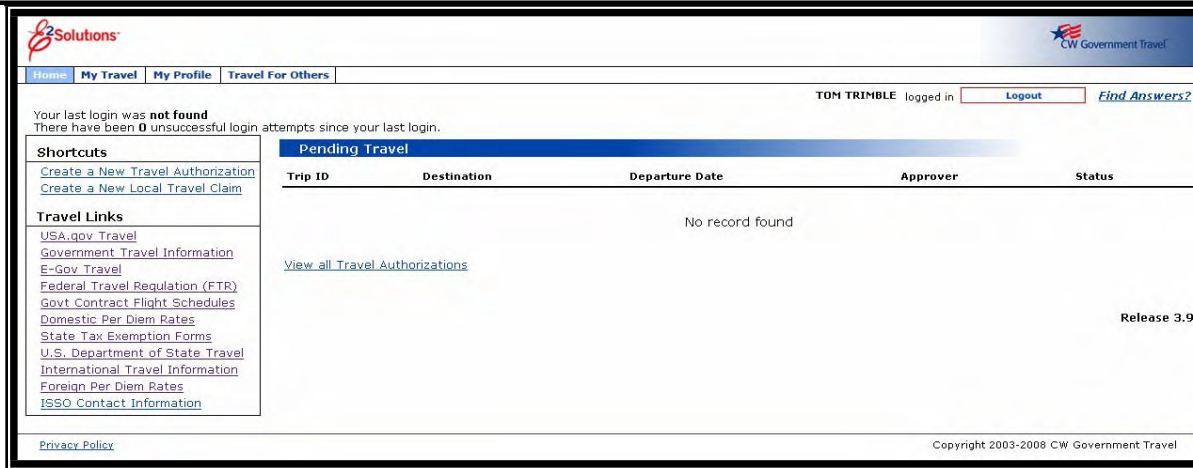 E2Solutions
CW Government Travel
Home My Travel My Profile Travel For Others
TOM TRIMBLE logged in Logout Find Answers?
Your last login was not found
There have been 0 unsuccessful login attempts since your last login.
Shortcuts
Create a New Travel Authorization
Create a New Local Travel Claim
Travel Links
USA.gov Travel
Government Travel Information
E-Gov Travel
Federal Travel Regulation (FTR)
Govt Contract Flight Schedules
Domestic Per Diem Rates
State Tax Exemption Forms
U.S. Department of State Travel
International Travel Information
Foreign Per Diem Rates
ISSO Contact Information
Pending Travel
Trip ID Destination Departure Date Approver Status
No record found
View all Travel Authorizations
Release 3.9
Privacy Policy
Copyright 2003-2008 CW Government Travel